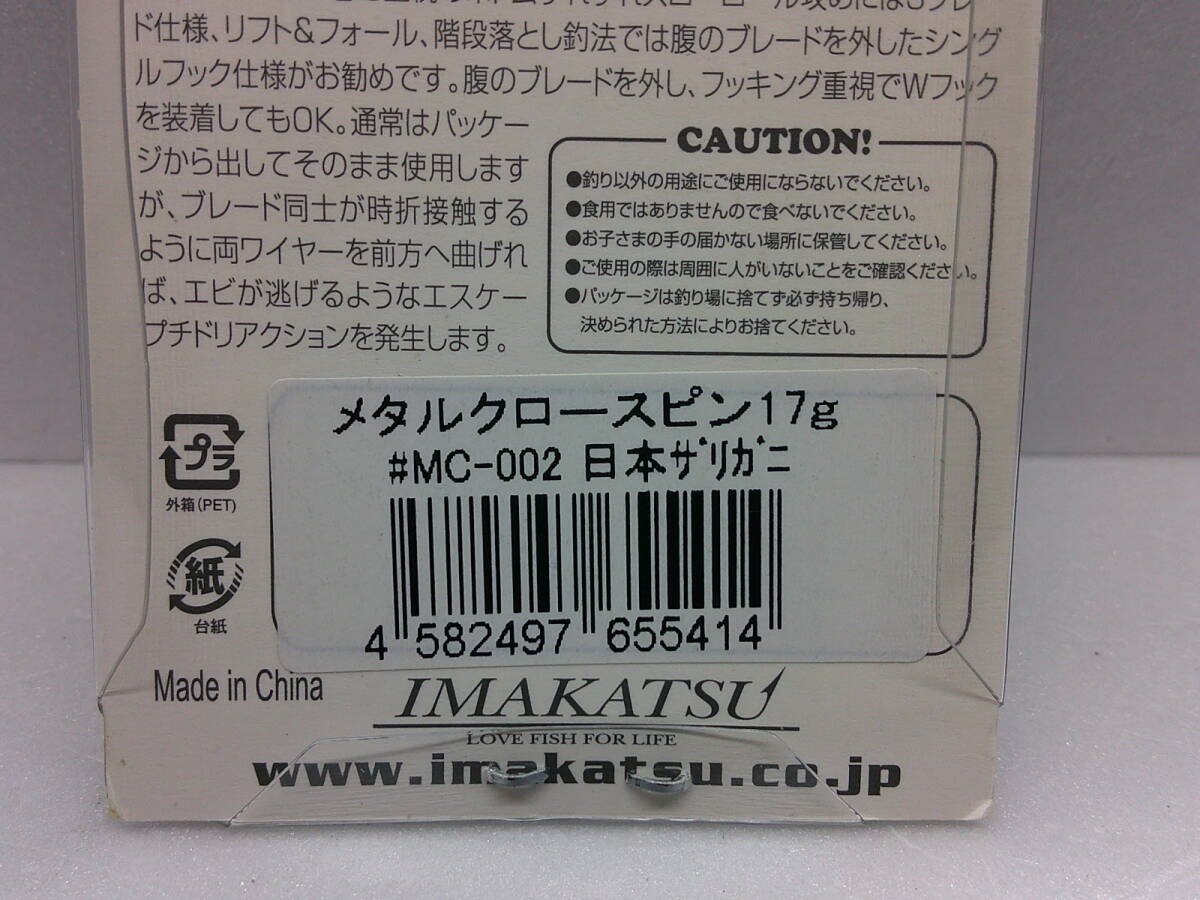 ド仕様、リフト&フォール、階段落とし釣法では腹のブレードを外したシング
ルフック仕様がお勧めです。腹のブレードを外し、フッキング重視でWフック
を装着してもOK。通常はパッケー
ジから出してそのまま使用します
が、ブレード同士が時折接触する
ように両ワイヤーを前方へ曲げれ
ば、エビが逃げるようなエスケー
プチドリアクションを発生します。
CAUTION!
●釣り以外の用途にご使用にならないでください。
●食用ではありませんので食べないでください。
●お子さまの手の届かない場所に保管してください。
●ご使用の際は周囲に人がいないことをご確認ください。
●パッケージは釣り場に捨てず必ず持ち帰り、
決められた方法によりお捨てください。
メタルクロースピン17g
#MC-002 日本ザリガニ
4 582497 655414
プラ
外箱(PET)
紙
台紙
Made in China
IMAKATSU
LOVE FISH FOR LIFE
www.imakatsu.co.jp